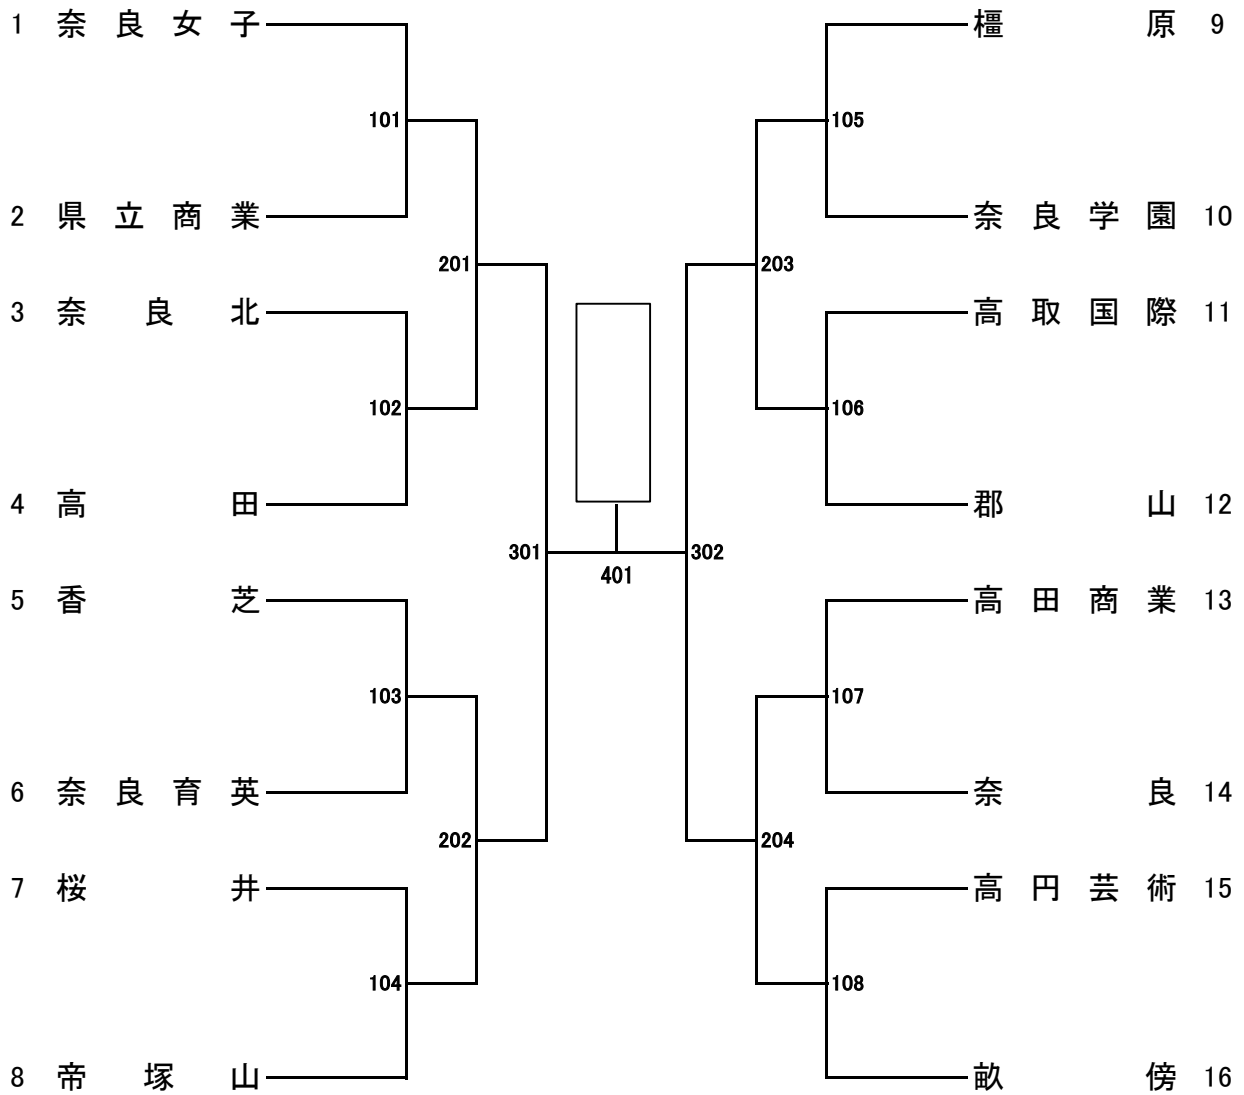 1 奈良女子
101
2 県立商業
201
3 奈良北
102
4 高田
301
5 香芝
103
6 奈良育英
202
7 桜井
104
8 帝塚山
401
橿原 9
105
奈良学園 10
203
高取国際 11
106
郡山 12
302
高田商業 13
107
奈良 14
204
高円芸術 15
108
畝傍 16